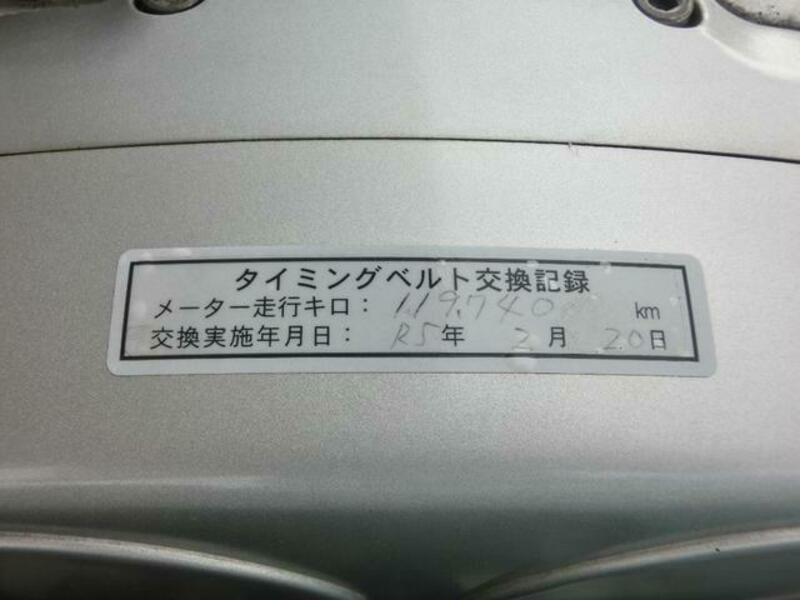 タイミングベルト交換記録
メーター走行キロ： 119.740 km
交換実施年月日： R5年 2月 20日